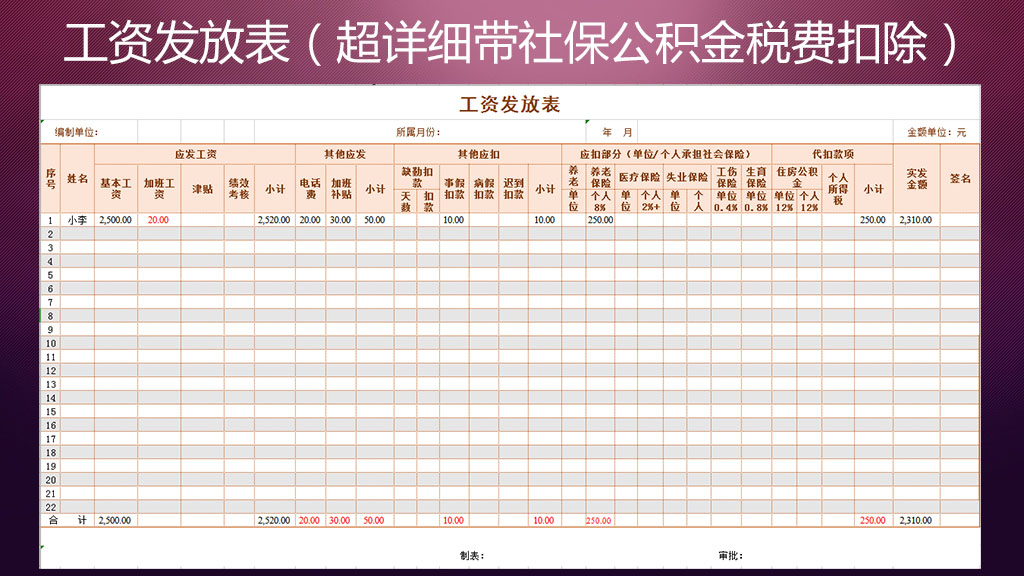 工资发放表（超详细带社保公积金税费扣除）
工资发放表
编制单位： 所属月份： 年 月 金额单位：元
序号 姓名 应发工资 其他应发 其他应扣 应扣部分（单位/个人承担社会保险） 代扣款项 实发金额 签名
基本工资 加班工资 津贴 绩效考核 小计 电话费 加班补贴 小计 缺勤扣款 事假扣款 病假扣款 迟到扣款 小计 养老 养老保险 医疗保险 失业保险 工伤保险 生育保险 住房公积金 个人所得税 小计
天数 扣款 单位 个人8% 单位 个人2%+ 单位 个人 单位0.4% 单位0.8% 单位12% 个人12%
1 小李 2,500.00 20.00 2,520.00 20.00 30.00 50.00 10.00 10.00 250.00 250.00 2,310.00
2
3
4
5
6
7
8
9
10
11
12
13
14
15
16
17
18
19
20
21
22
合 计 2,500.00 2,520.00 20.00 30.00 50.00 10.00 10.00 250.00 250.00 2,310.00
制表： 审批：